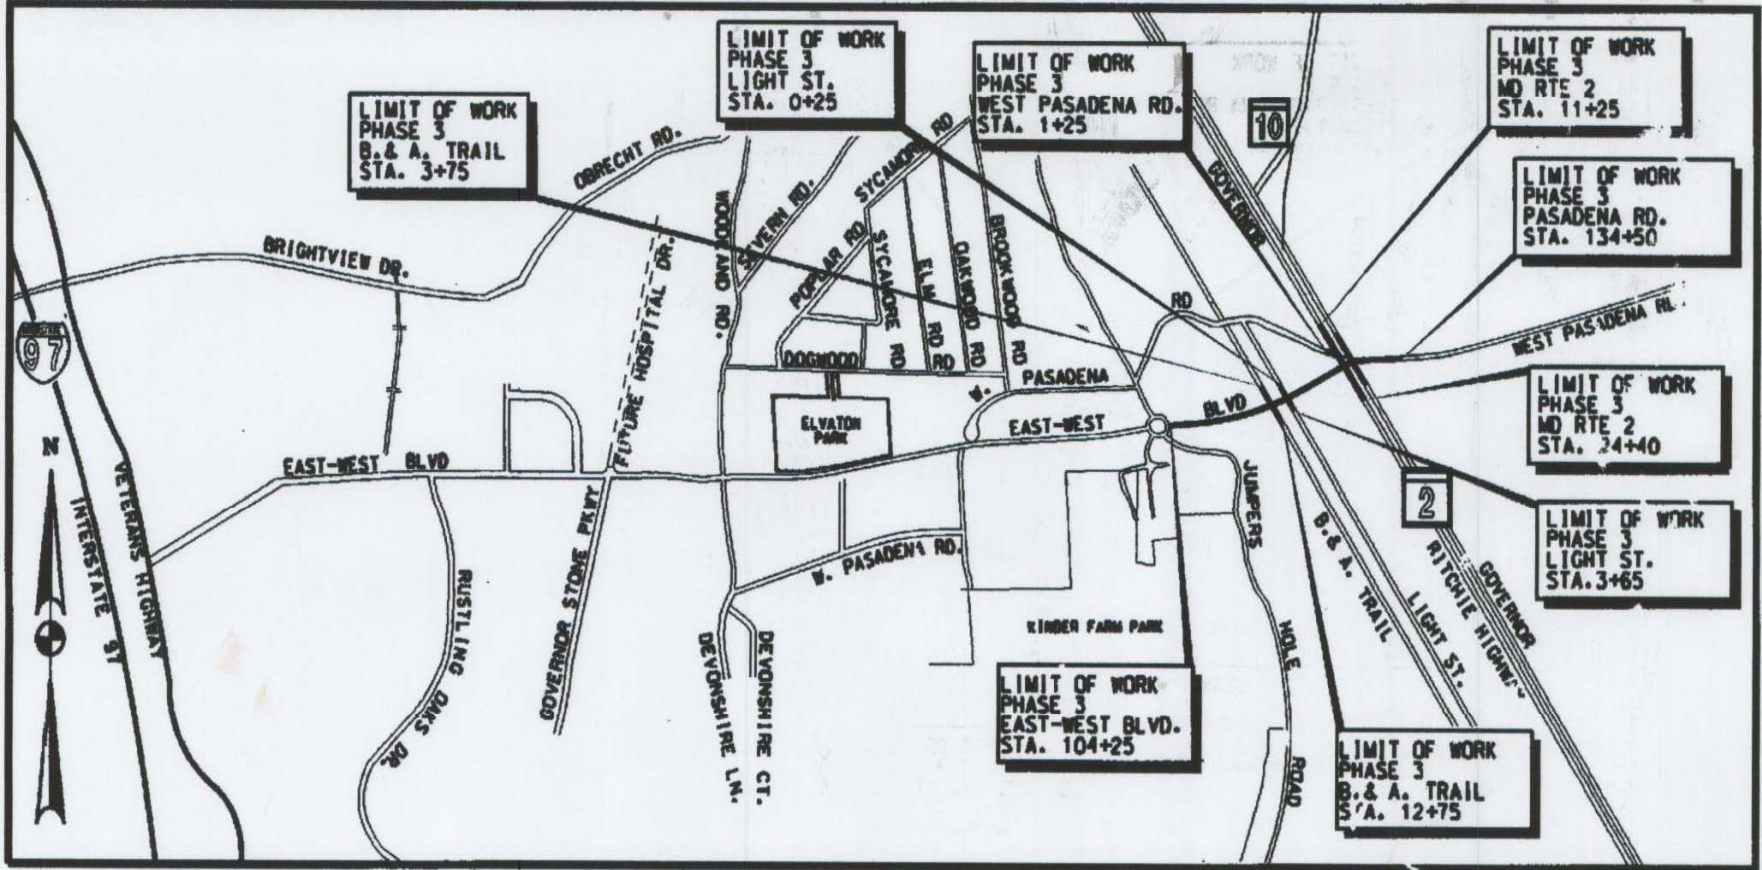 LIMIT OF WORK
PHASE 3
LIGHT ST.
STA. 0+25
LIMIT OF WORK
PHASE 3
WEST PASADENA RD.
STA. 1+25
LIMIT OF WORK
PHASE 3
MD RTE 2
STA. 11+25
LIMIT OF WORK
PHASE 3
B.& A. TRAIL
STA. 3+75
10
LIMIT OF WORK
PHASE 3
PASADENA RD.
STA. 134+50
OBRECHT RD.
SYCAMORE RD
GOVERNOR
BRIGHTVIEW DR.
WOODLAND RD.
SEVERN RD.
POPLAR RD
SYCAMORE RD
ELM RD
OAKWOOD RD
BROOKWOOD RD
FUTURE HOSPITAL DR.
RD
WEST PASADENA
97
DOGWOOD RD
W. PASADENA
ELVATON
PARK
EAST-WEST BLVD
LIMIT OF WORK
PHASE 3
MD RTE 2
STA. 24+40
N
EAST-WEST BLVD
2
LIMIT OF WORK
PHASE 3
LIGHT ST.
STA.3+65
VETERANS HIGHWAY
INTERSTATE 97
RUSTLING OAKS DR.
GOVERNOR STONE PKWY
W. PASADENA RD.
DEVONSHIRE LN.
DEVONSHIRE CT.
KINDER FARM PARK
JUMPERS HOLE ROAD
B.& A. TRAIL
LIGHT ST.
GOVERNOR
RITCHIE HIGHWAY
LIMIT OF WORK
PHASE 3
EAST-WEST BLVD.
STA. 104+25
LIMIT OF WORK
PHASE 3
B.& A. TRAIL
STA. 12+75